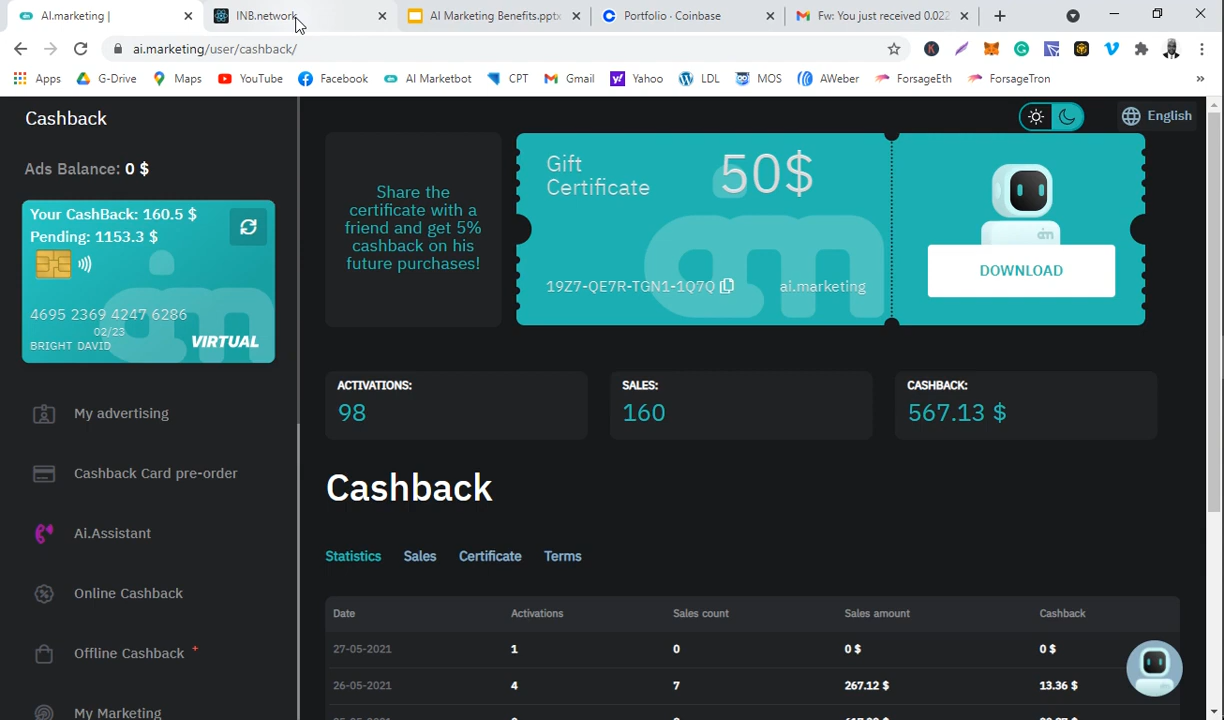 AI.marketing |
INB.network
AI Marketing Benefits.pptx
Portfolio - Coinbase
Fw: You just received 0.022
ai.marketing/user/cashback/
Apps
G-Drive
Maps
YouTube
Facebook
AI Marketbot
CPT
Gmail
Yahoo
LDL
MOS
AWeber
ForsageEth
ForsageTron
»
Cashback
Ads Balance: 0 $
Your CashBack: 160.5 $
Pending: 1153.3 $
4695 2369 4247 6286
02/23
BRIGHT DAVID
VIRTUAL
My advertising
Cashback Card pre-order
Ai.Assistant
Online Cashback
Offline Cashback +
My Marketing
English
Share the
certificate with a
friend and get 5%
cashback on his
future purchases!
Gift
Certificate
50$
19Z7-QE7R-TGN1-1Q7Q
ai.marketing
DOWNLOAD
ACTIVATIONS:
98
SALES:
160
CASHBACK:
567.13 $
Cashback
Statistics
Sales
Certificate
Terms
Date Activations Sales count Sales amount Cashback
27-05-2021 1 0 0 $ 0 $
26-05-2021 4 7 267.12 $ 13.36 $